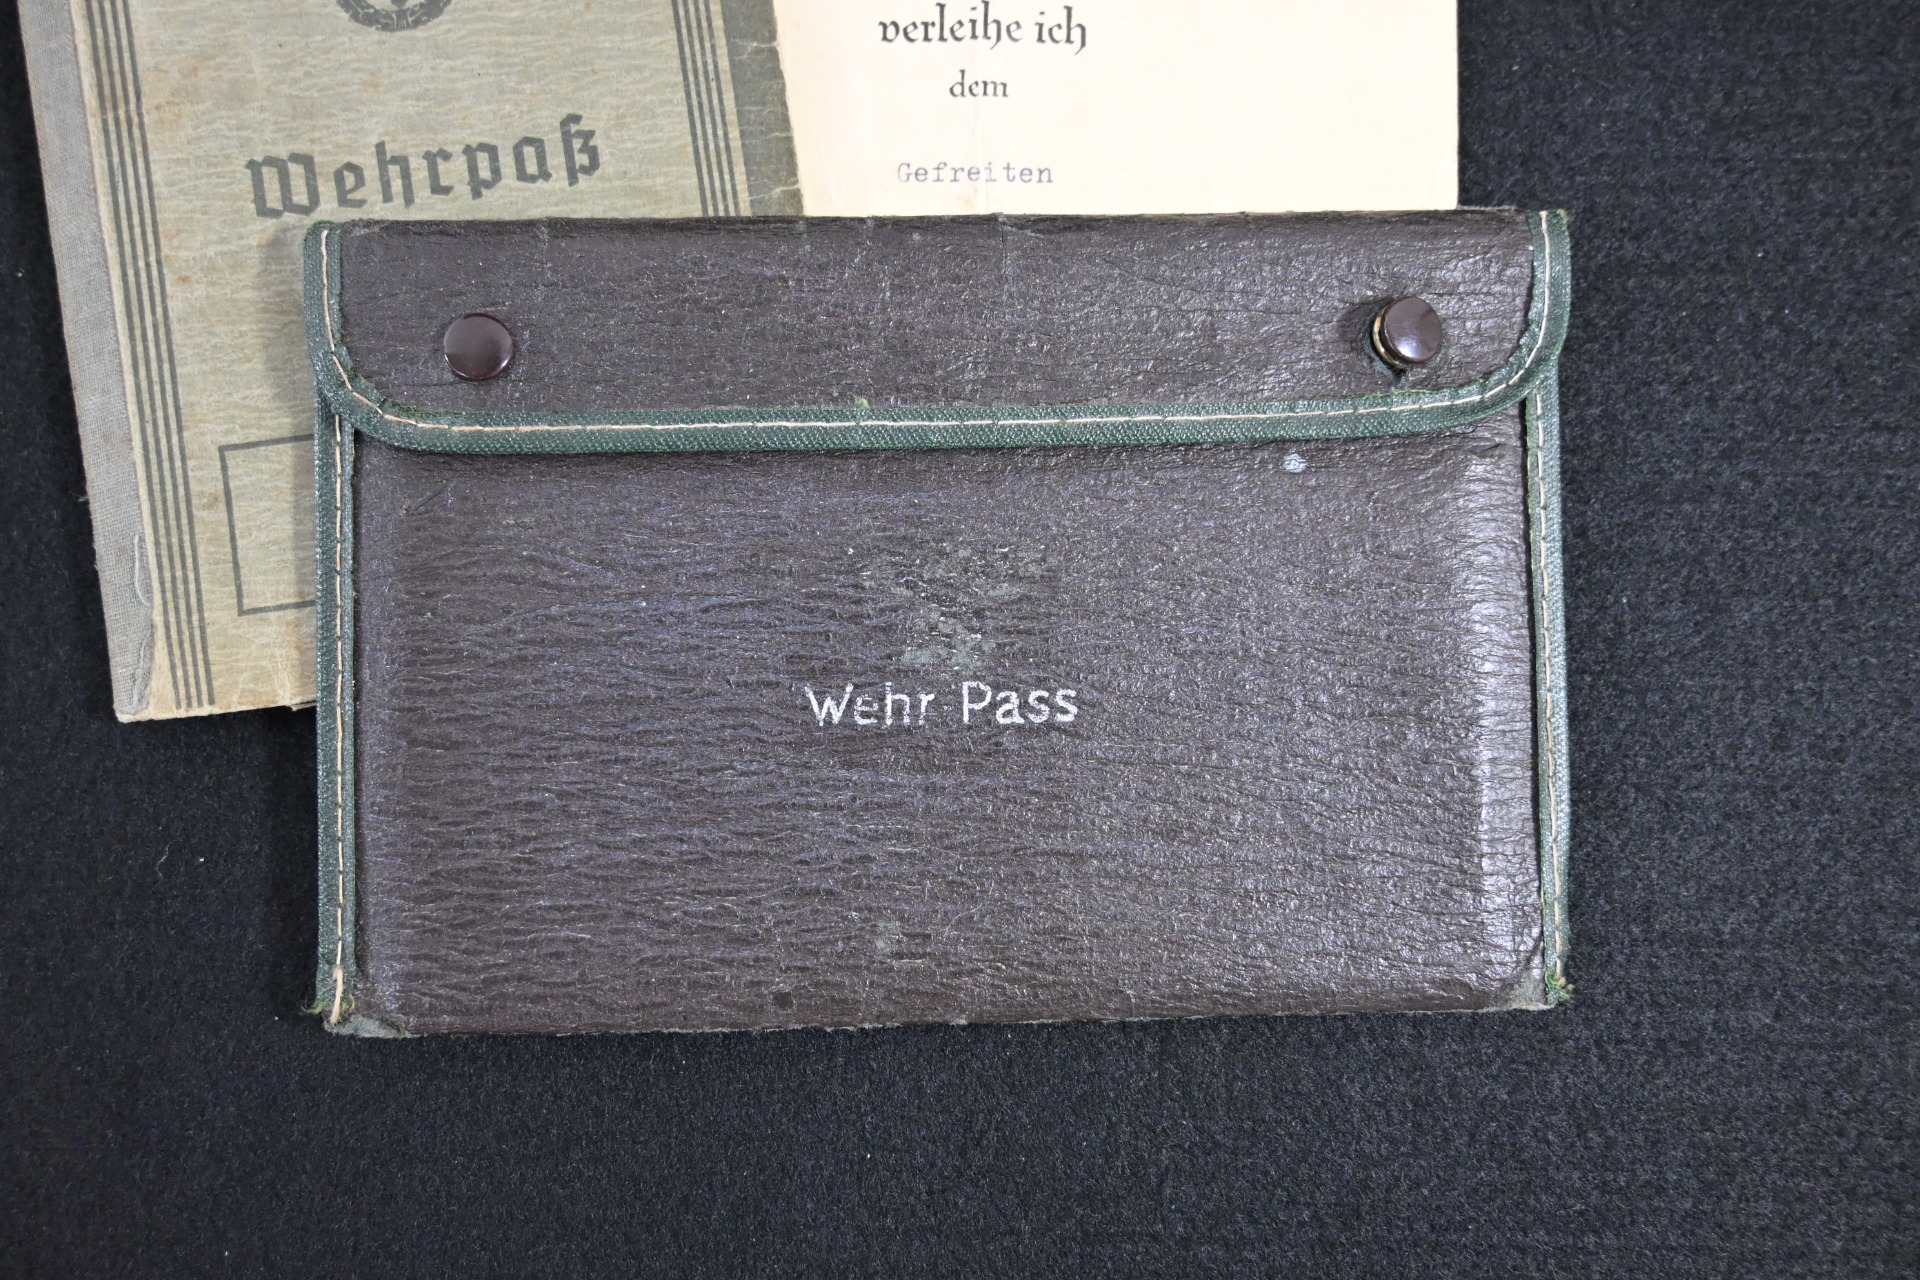 verleihe ich
dem
Gefreiten
Wehrpaß
Wehr Pass